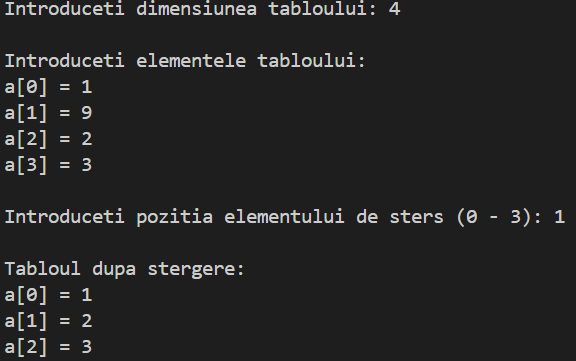 Introduceti dimensiunea tabloului: 4
Introduceti elementele tabloului:
a[0] = 1
a[1] = 9
a[2] = 2
a[3] = 3
Introduceti pozitia elementului de sters (0 - 3): 1
Tabloul dupa stergere:
a[0] = 1
a[1] = 2
a[2] = 3